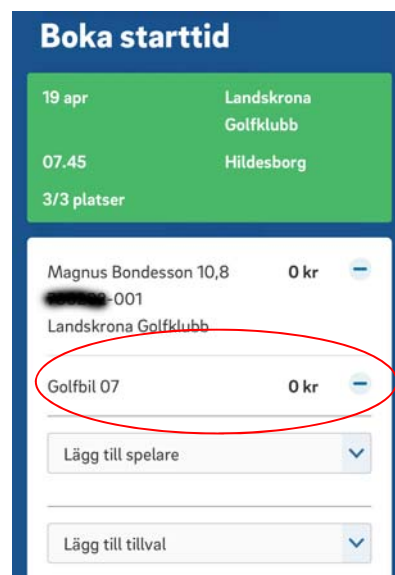 Boka starttid
19 apr Landskrona
Golfklubb
07.45 Hildesborg
3/3 platser
Magnus Bondesson 10,8 0 kr
-001
Landskrona Golfklubb
Golfbil 07 0 kr
Lägg till spelare
Lägg till tillval